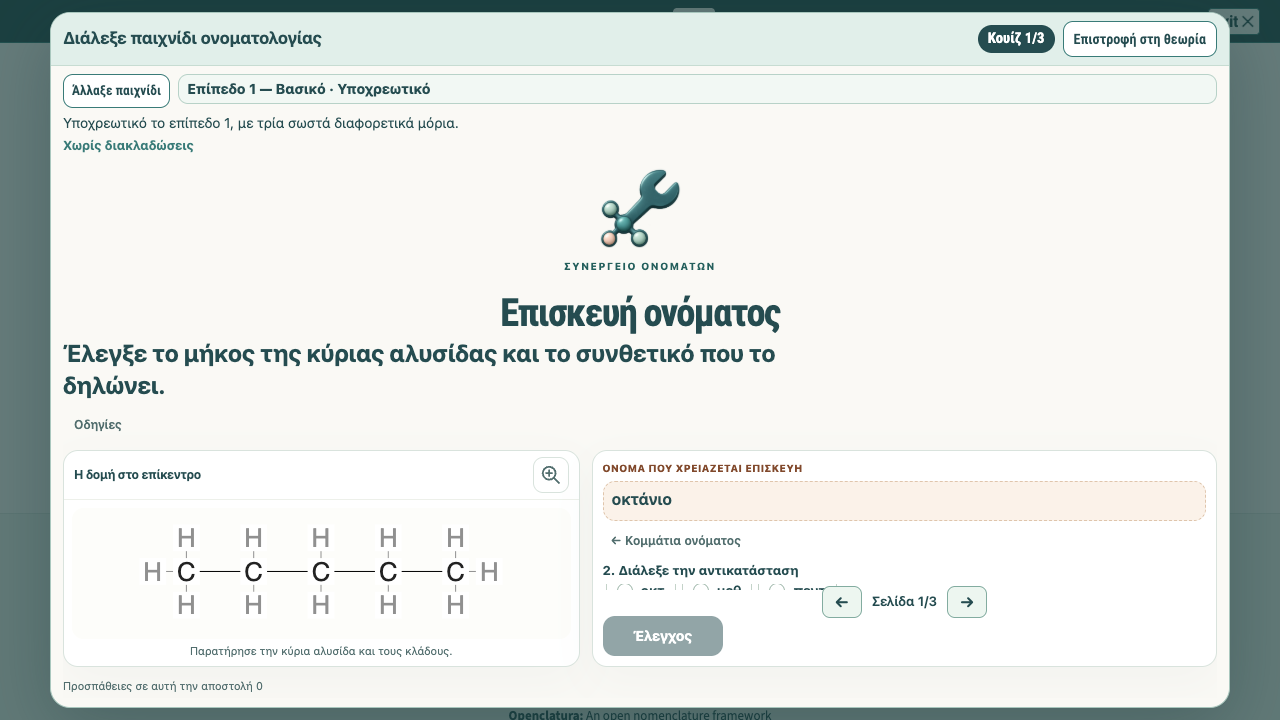 Διάλεξε παιχνίδι ονοματολογίας
Κουίζ 1/3
Επιστροφή στη θεωρία
Άλλαξε παιχνίδι
Επίπεδο 1 — Βασικό · Υποχρεωτικό
Υποχρεωτικό το επίπεδο 1, με τρία σωστά διαφορετικά μόρια.
Χωρίς διακλαδώσεις
ΣΥΝΕΡΓΕΙΟ ΟΝΟΜΑΤΩΝ
Επισκευή ονόματος
Έλεγξε το μήκος της κύριας αλυσίδας και το συνθετικό που το
δηλώνει.
Οδηγίες
Η δομή στο επίκεντρο
H H H H H
H C C C C C H
H H H H H
Παρατήρησε την κύρια αλυσίδα και τους κλάδους.
ΟΝΟΜΑ ΠΟΥ ΧΡΕΙΑΖΕΤΑΙ ΕΠΙΣΚΕΥΗ
οκτάνιο
← Κομμάτια ονόματος
2. Διάλεξε την αντικατάσταση
← Σελίδα 1/3 →
Έλεγχος
Προσπάθειες σε αυτή την αποστολή 0
Openclatura: An open nomenclature framework